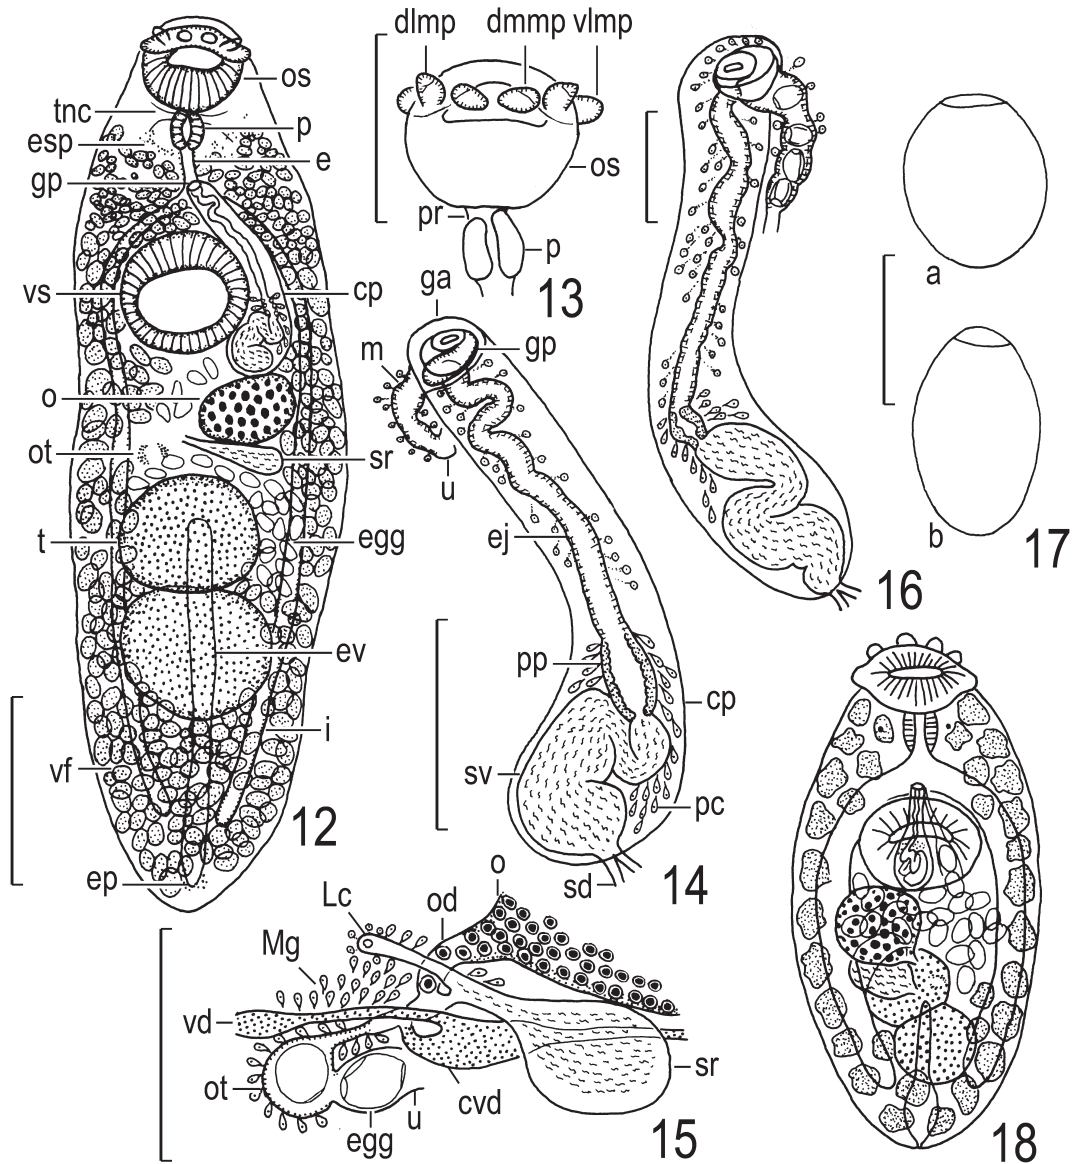 os
tnc
p
esp
e
gp
vs
cp
o
ot
sr
t
egg
ev
i
vf
ep
12
dlmp dmmp vlmp
os
pr
p
13
ga
m
gp
u
ej
pp
cp
sv
pc
sd
14
o
od
Lc
Mg
vd
ot
egg
u
cvd
sr
15
16
a
b
17
18